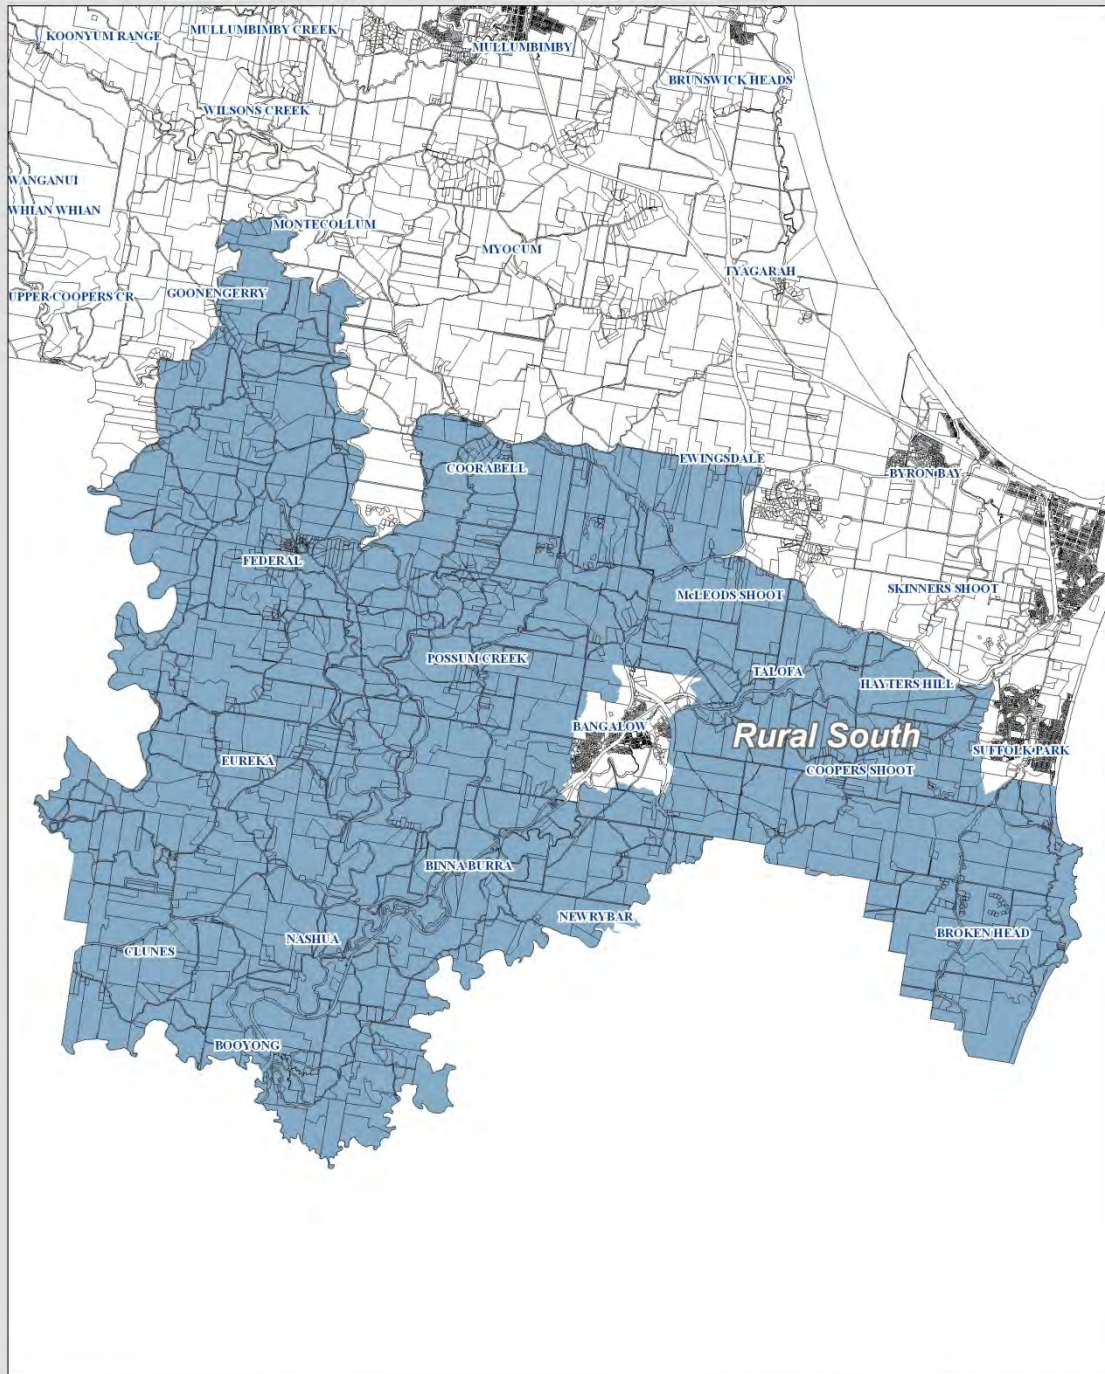 KOONYUM RANGE
MULLUMBIMBY CREEK
MULLUMBIMBY
BRUNSWICK HEADS
WILSONS CREEK
WANGANUI
WHIAN WHIAN
MONTECOLLUM
MYOCUM
TYAGARAH
UPPER COOPERS CR
GOONENGERRY
COORABELL
EWINGSDALE
BYRON BAY
FEDERAL
McLEODS SHOOT
SKINNERS SHOOT
POSSUM CREEK
TALOFA
HAYTERS HILL
BANGALOW
Rural South
SUFFOLK PARK
EUREKA
COOPERS SHOOT
BINNA BURRA
NEWRYBAR
NASHUA
BROKEN HEAD
CLUNES
BOOYONG